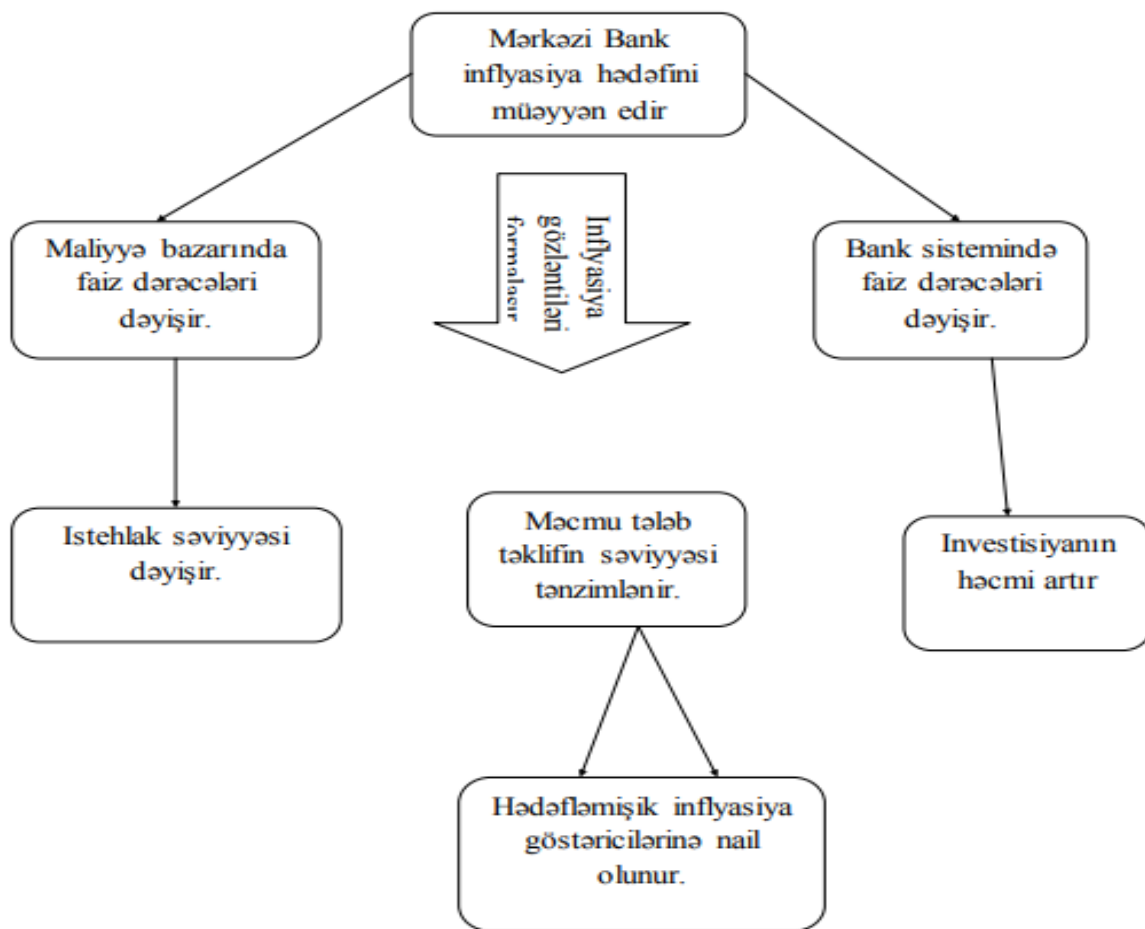 Mərkəzi Bank
inflyasiya hədəfini
müəyyən edir
Maliyyə bazarında
faiz dərəcələri
dəyişir.
Inflyasiya
gözləntiləri
formalaşır
Bank sistemində
faiz dərəcələri
dəyişir.
Istehlak səviyyəsi
dəyişir.
Məcmu tələb
təklifin səviyyəsi
tənzimlənir.
Investisiyanın
həcmi artır
Hədəfləmişik inflyasiya
göstəricilərinə nail
olunur.